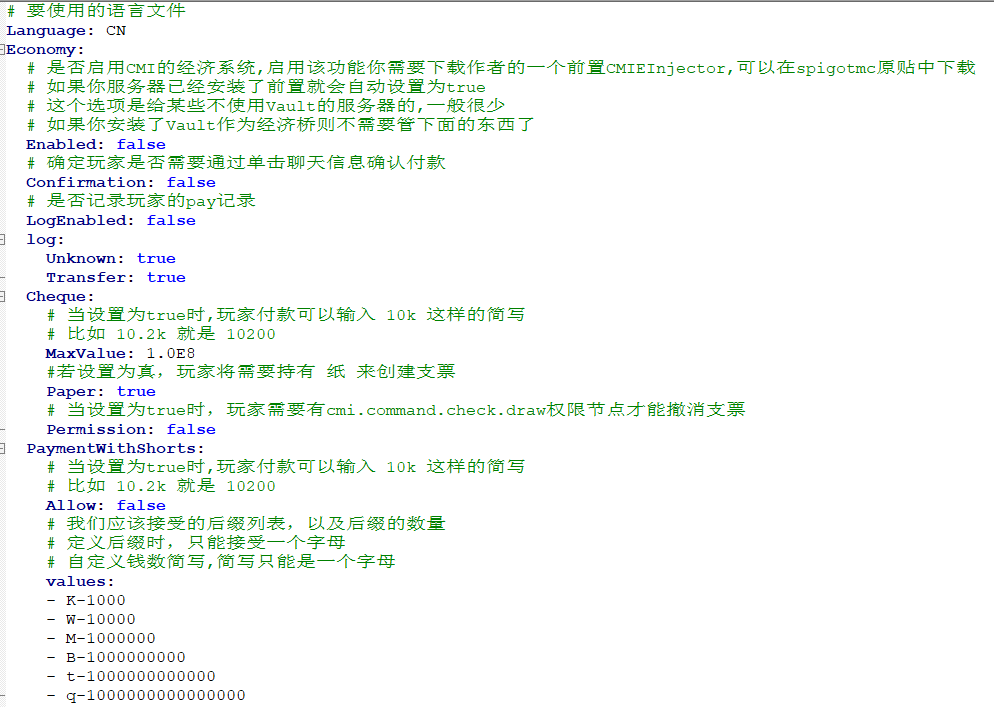 # 要使用的语言文件
Language: CN
Economy:
# 是否启用CMI的经济系统,启用该功能你需要下载作者的一个前置CMIEInjector,可以在spigotmc原贴中下载
# 如果你服务器已经安装了前置就会自动设置为true
# 这个选项是给某些不使用Vault的服务器的,一般很少
# 如果你安装了Vault作为经济桥则不需要管下面的东西了
Enabled: false
# 确定玩家是否需要通过单击聊天信息确认付款
Confirmation: false
# 是否记录玩家的pay记录
LogEnabled: false
log:
Unknown: true
Transfer: true
Cheque:
# 当设置为true时,玩家付款可以输入 10k 这样的简写
# 比如 10.2k 就是 10200
MaxValue: 1.0E8
#若设置为真，玩家将需要持有 纸 来创建支票
Paper: true
# 当设置为true时，玩家需要有cmi.command.check.draw权限节点才能撤消支票
Permission: false
PaymentWithShorts:
# 当设置为true时,玩家付款可以输入 10k 这样的简写
# 比如 10.2k 就是 10200
Allow: false
# 我们应该接受的后缀列表，以及后缀的数量
# 定义后缀时，只能接受一个字母
# 自定义钱数简写,简写只能是一个字母
values:
- K-1000
- W-10000
- M-1000000
- B-1000000000
- t-1000000000000
- q-1000000000000000